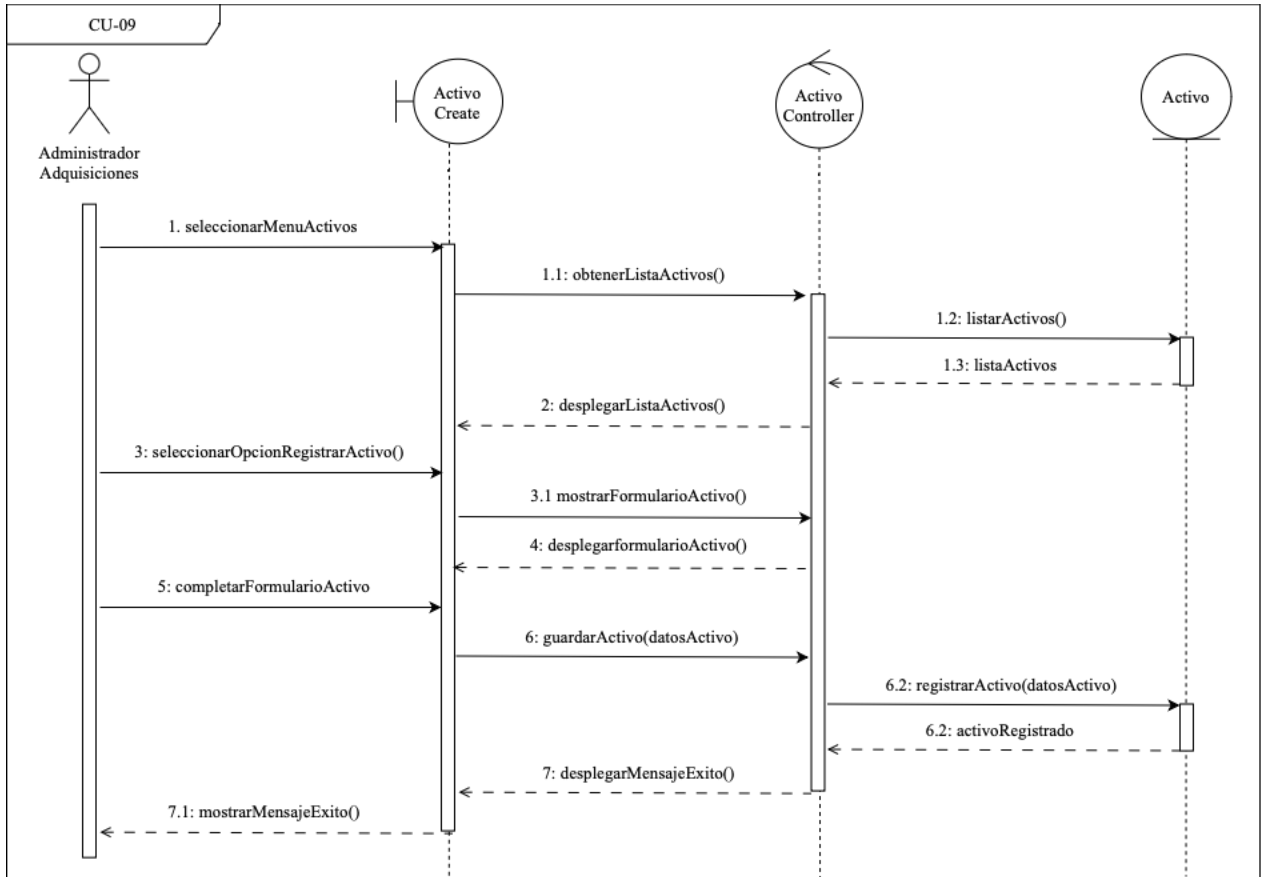 CU-09
Activo
Create
Activo
Controller
Activo
Administrador
Adquisiciones
1. seleccionarMenuActivos
1.1: obtenerListaActivos()
1.2: listarActivos()
1.3: listaActivos
2: desplegarListaActivos()
3: seleccionarOpcionRegistrarActivo()
3.1 mostrarFormularioActivo()
4: desplegarformularioActivo()
5: completarFormularioActivo
6: guardarActivo(datosActivo)
6.2: registrarActivo(datosActivo)
6.2: activoRegistrado
7: desplegarMensajeExito()
7.1: mostrarMensajeExito()